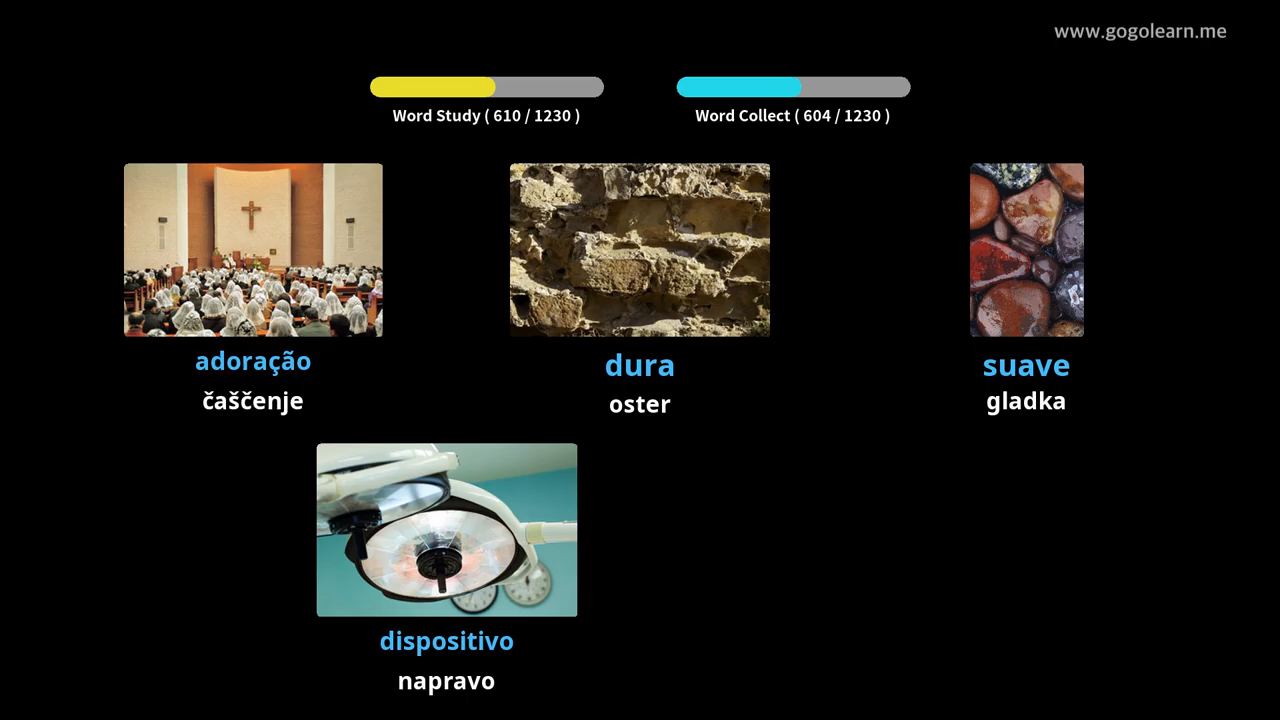 www.gogolearn.me
Word Study ( 610 / 1230 )
Word Collect ( 604 / 1230 )
adoração
čaščenje
dura
oster
suave
gladka
dispositivo
napravo